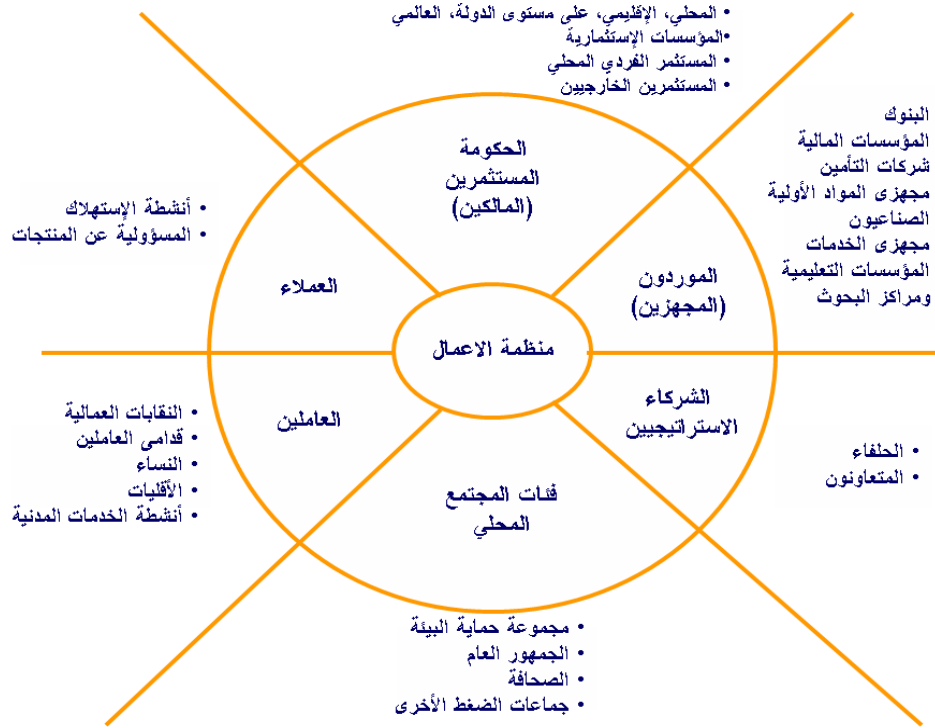 • المحلي، الإقليمي، على مستوى الدولة، العالمي
•المؤسسات الإستثمارية
• المستثمر الفردي المحلي
• المستثمرين الخارجيين
الحكومة
المستثمرين
(المالكين)
البنوك
المؤسسات المالية
شركات التأمين
مجهزى المواد الأولية
الصناعيون
مجهزى الخدمات
المؤسسات التعليمية
ومراكز البحوث
الموردون
(المجهزين)
• أنشطة الإستهلاك
• المسؤولية عن المنتجات
العملاء
منظمة الاعمال
الشركاء
الاستراتيجيين
• الحلفاء
• المتعاونون
العاملين
• النقابات العمالية
• قدامى العاملين
• النساء
• الأقليات
• أنشطة الخدمات المدنية
فئات المجتمع
المحلي
• مجموعة حماية البيئة
• الجمهور العام
• الصحافة
• جماعات الضغط الأخرى